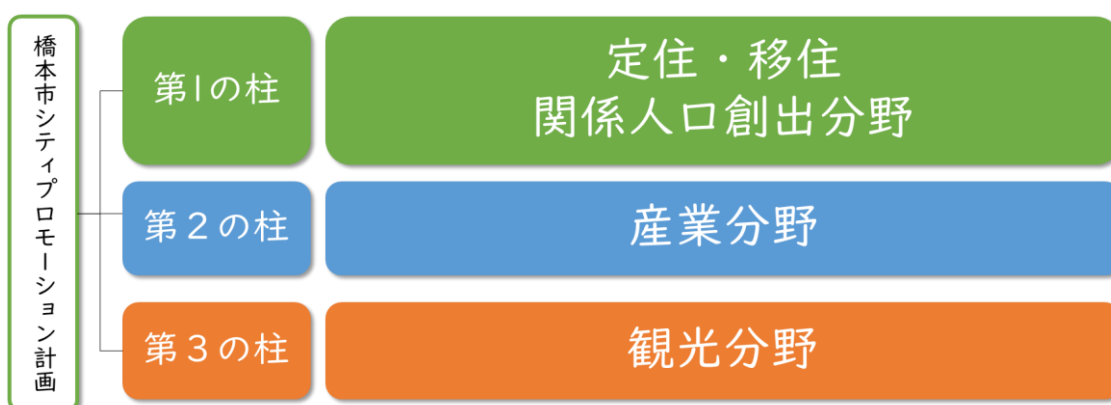 橋本市シティプロモーション計画
第1の柱
定住・移住
関係人口創出分野
第２の柱
産業分野
第３の柱
観光分野